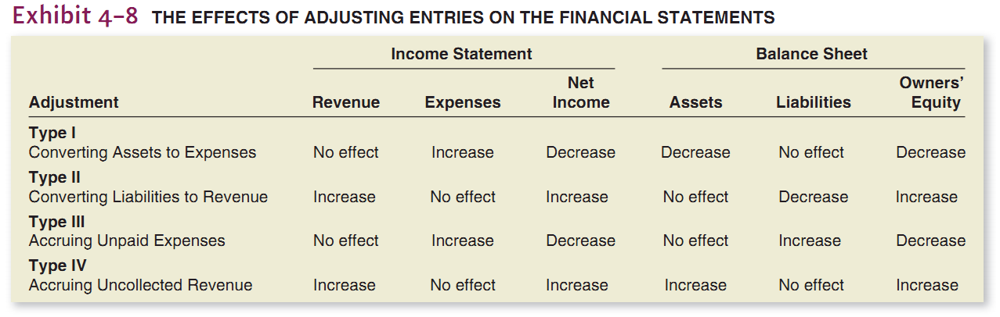 Exhibit 4–8 THE EFFECTS OF ADJUSTING ENTRIES ON THE FINANCIAL STATEMENTS
Income Statement Balance Sheet
Net Owners’
Adjustment Revenue Expenses Income Assets Liabilities Equity
Type I
Converting Assets to Expenses No effect Increase Decrease Decrease No effect Decrease
Type II
Converting Liabilities to Revenue Increase No effect Increase No effect Decrease Increase
Type III
Accruing Unpaid Expenses No effect Increase Decrease No effect Increase Decrease
Type IV
Accruing Uncollected Revenue Increase No effect Increase Increase No effect Increase